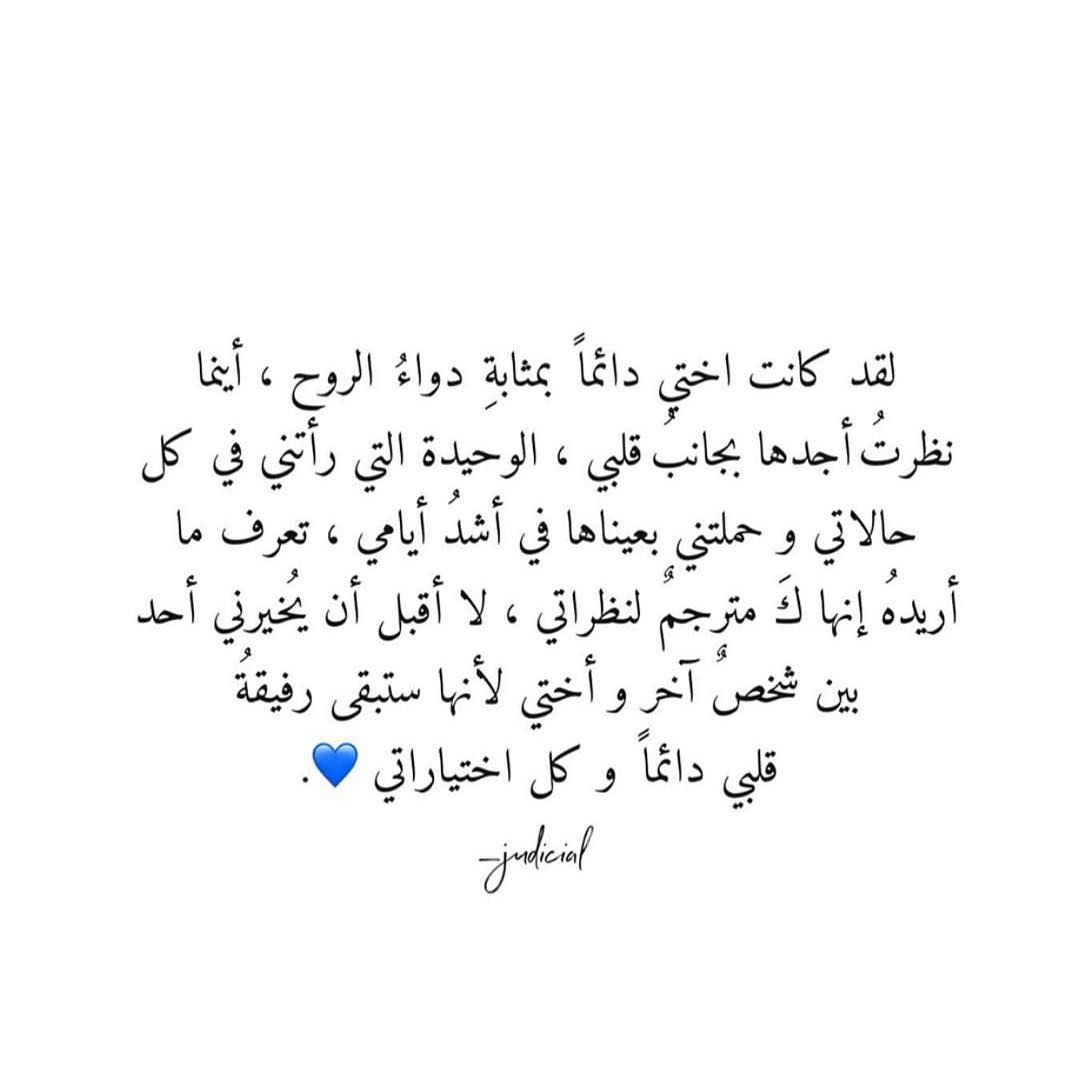 لقد كانت اختي دائماً بمثابةِ دواءُ الروح ، أينما
نظرتُ أجدها بجانبُ قلبي ، الوحيدة التي رأتني في كل
حالاتي و حملتني بعيناها في أشدُ أيامي ، تعرف ما
أريدهُ إنها كَ مترجمٌ لنظراتي ، لا أقبل أن يُخيرني أحد
بين شخصٌ آخر و أختي لأنها ستبقى رفيقةُ
قلبي دائماً و كل اختياراتي 💙.
_judicial